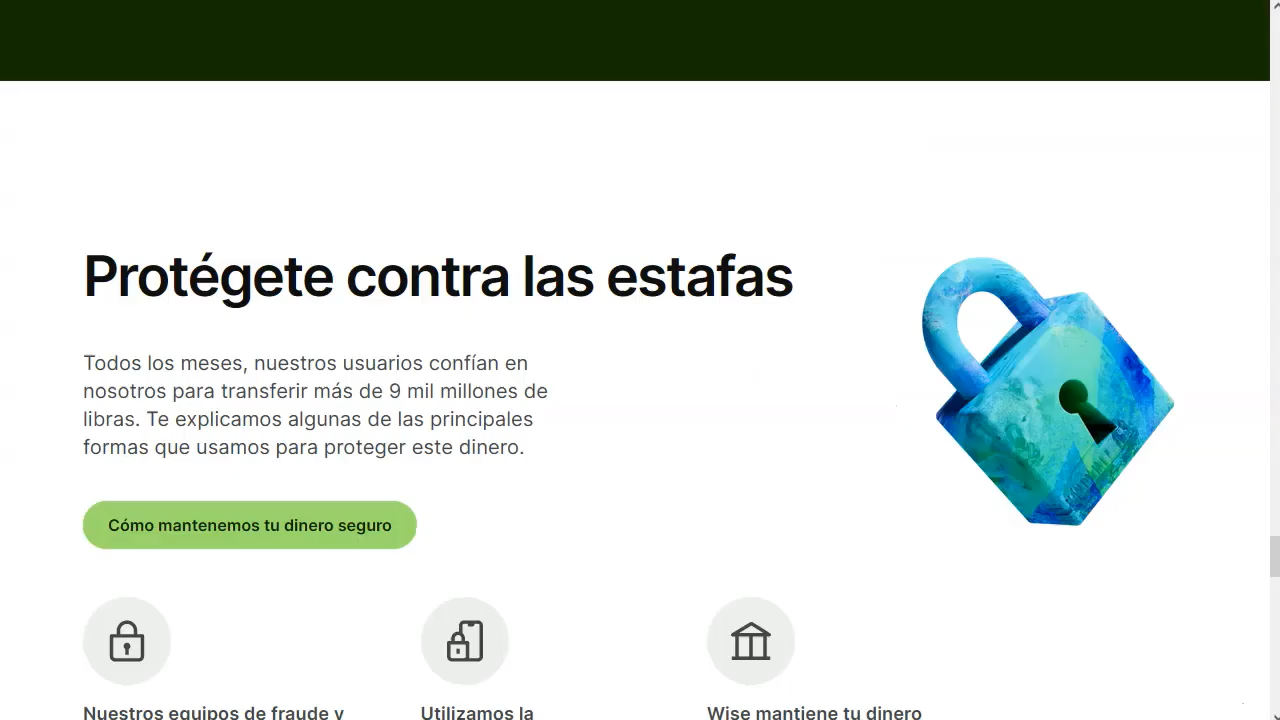 Protégete contra las estafas
Todos los meses, nuestros usuarios confían en
nosotros para transferir más de 9 mil millones de
libras. Te explicamos algunas de las principales
formas que usamos para proteger este dinero.
Cómo mantenemos tu dinero seguro
Nuestros equipos de fraude y
Utilizamos la
Wise mantiene tu dinero